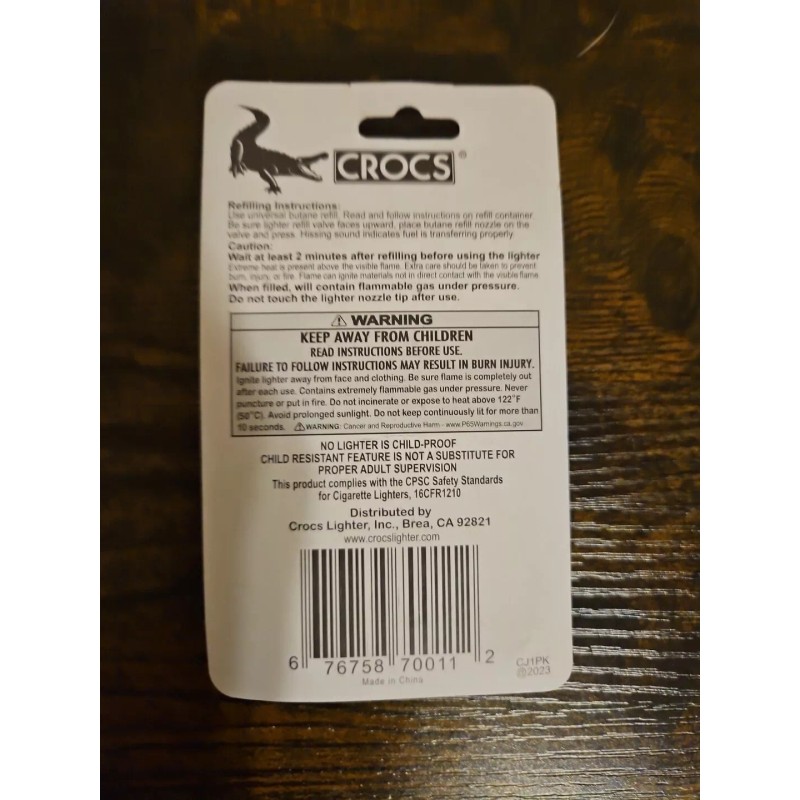 CROCS®
Refilling Instructions:
Use universal butane refill. Read and follow instructions on refill container.
Be sure lighter refill valve faces upward, place butane refill nozzle on the
valve and press. Hissing sound indicates fuel is transferring properly.
Caution:
Wait at least 2 minutes after refilling before using the lighter
Extreme heat is present above the visible flame. Extra care should be taken to prevent
burn, injury, or fire. Flame can ignite materials not in direct contact with the visible flame.
When filled, will contain flammable gas under pressure.
Do not touch the lighter nozzle tip after use.
⚠ WARNING
KEEP AWAY FROM CHILDREN
READ INSTRUCTIONS BEFORE USE.
FAILURE TO FOLLOW INSTRUCTIONS MAY RESULT IN BURN INJURY.
Ignite lighter away from face and clothing. Be sure flame is completely out
after each use. Contains extremely flammable gas under pressure. Never
puncture or put in fire. Do not incinerate or expose to heat above 122°F
(50°C). Avoid prolonged sunlight. Do not keep continuously lit for more than
10 seconds. ⚠WARNING: Cancer and Reproductive Harm - www.P65Warnings.ca.gov
NO LIGHTER IS CHILD-PROOF
CHILD RESISTANT FEATURE IS NOT A SUBSTITUTE FOR
PROPER ADULT SUPERVISION
This product complies with the CPSC Safety Standards
for Cigarette Lighters, 16CFR1210
Distributed by
Crocs Lighter, Inc., Brea, CA 92821
www.crocslighter.com
6 76758 70011 2
Made in China
CJ1PK
©2023